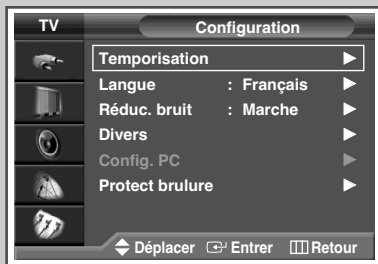 TV Configuration
Temporisation
Langue : Français
Réduc. bruit : Marche
Divers
Config. PC
Protect brulure
Déplacer Entrer Retour